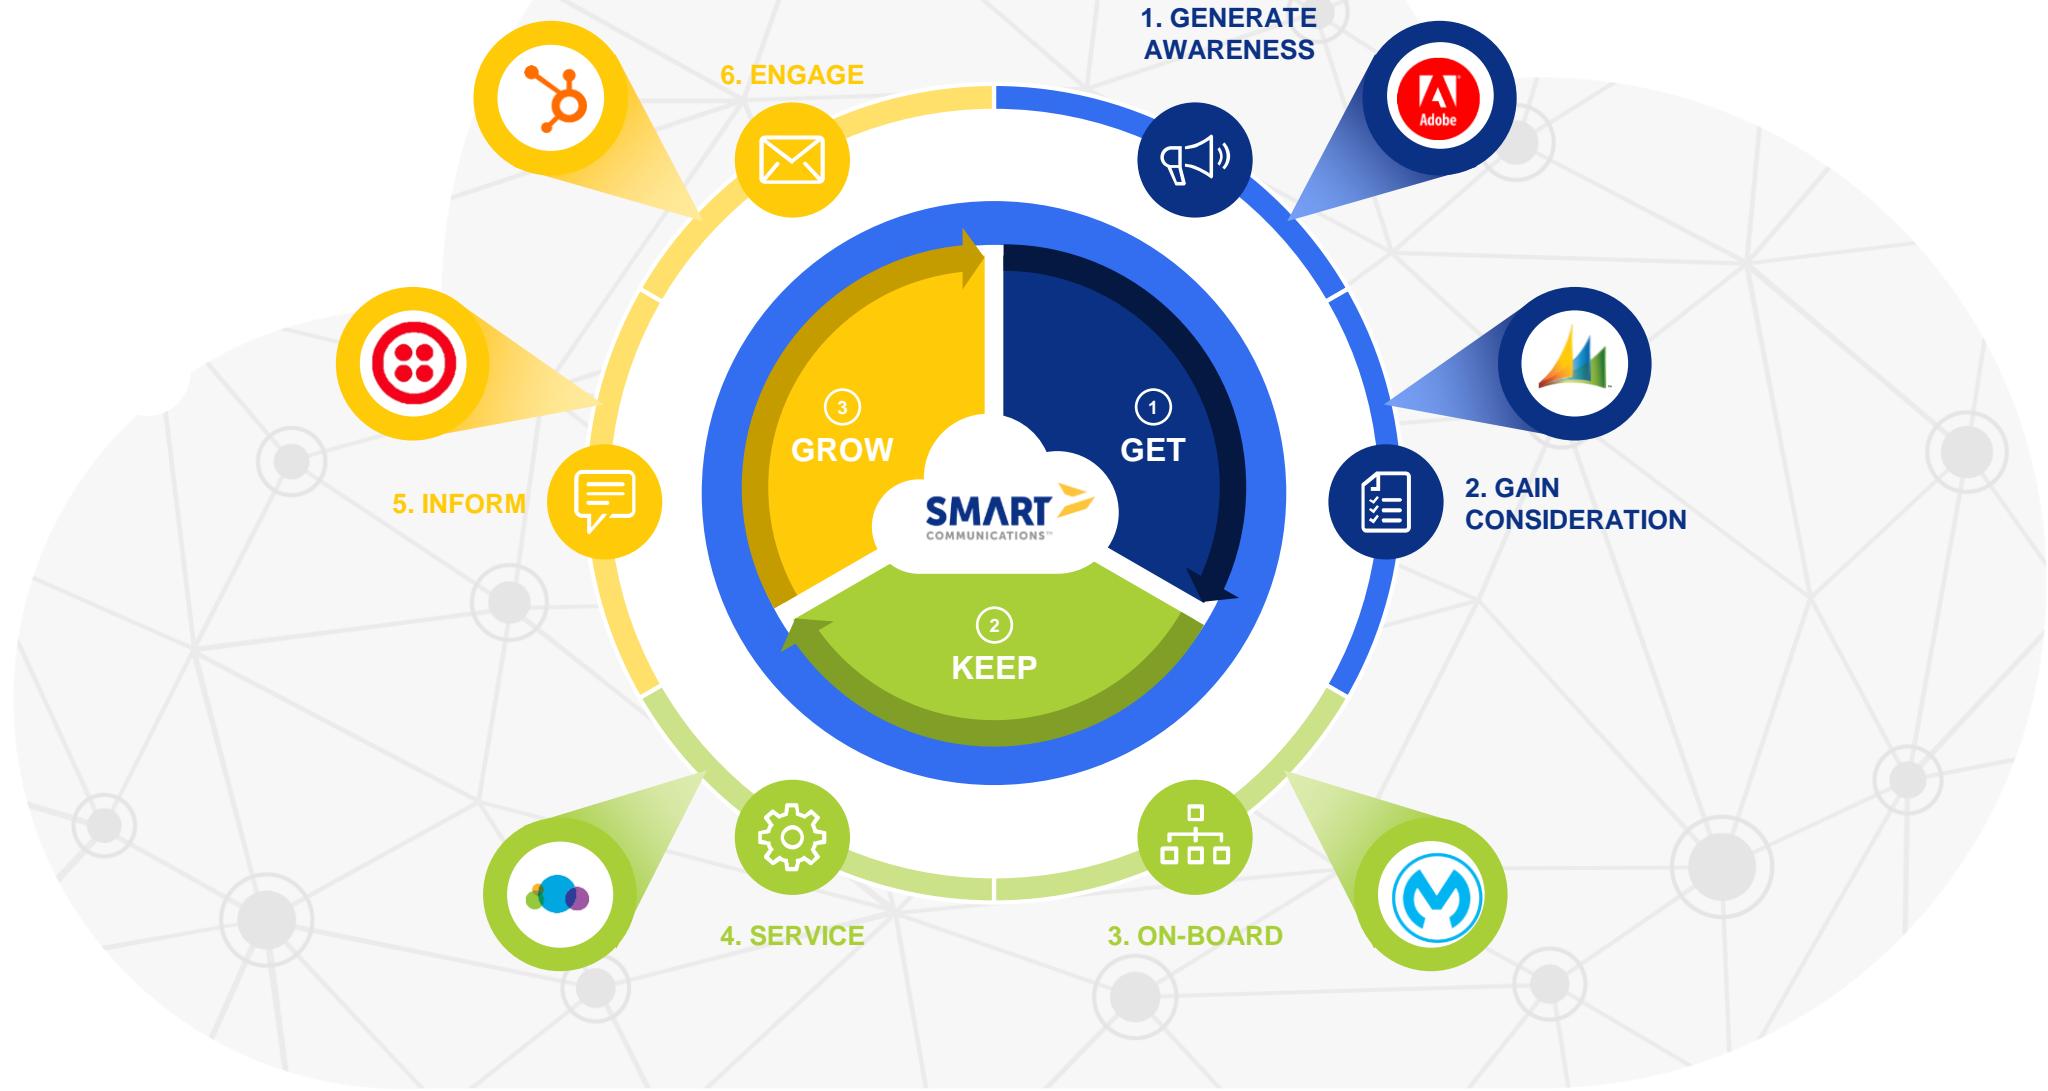 1. GENERATE
AWARENESS
Adobe
6. ENGAGE
3
GROW
1
GET
SMART
COMMUNICATIONS™
5. INFORM
2. GAIN
CONSIDERATION
2
KEEP
4. SERVICE
3. ON-BOARD